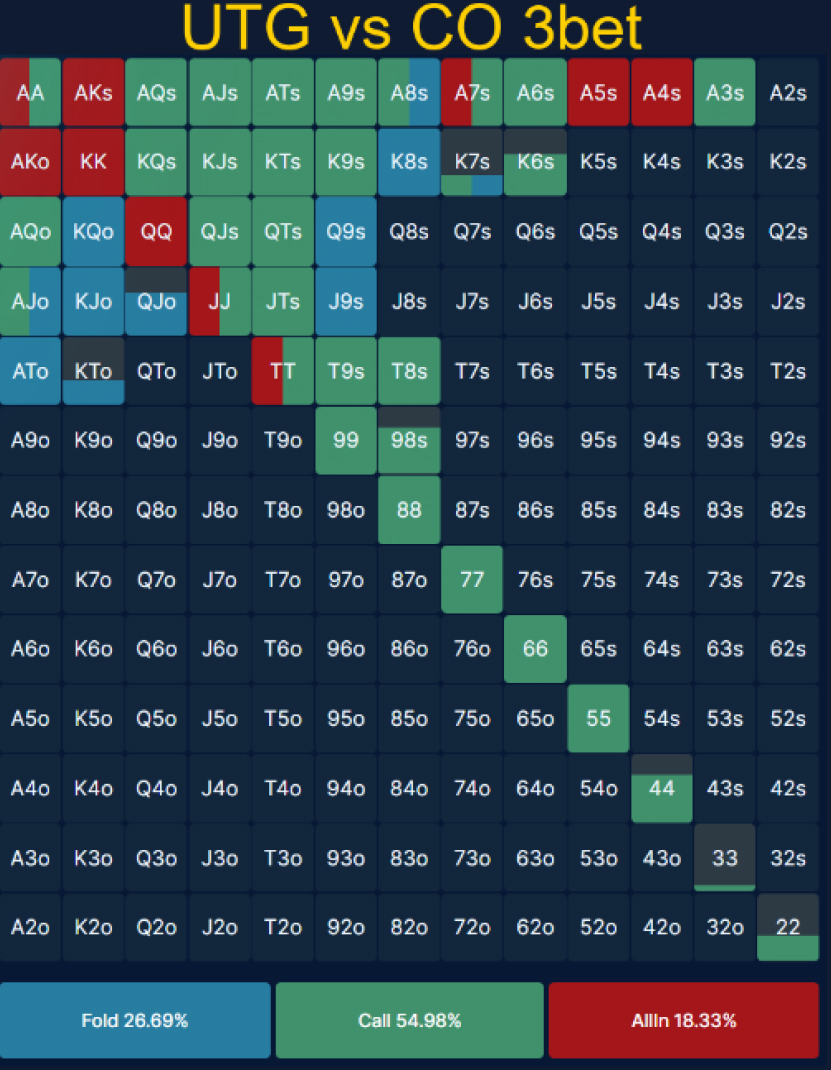 UTG vs CO 3bet
AA AKs AQs AJs ATs A9s A8s A7s A6s A5s A4s A3s A2s
AKo KK KQs KJs KTs K9s K8s K7s K6s K5s K4s K3s K2s
AQo KQo QQ QJs QTs Q9s Q8s Q7s Q6s Q5s Q4s Q3s Q2s
AJo KJo QJo JJ JTs J9s J8s J7s J6s J5s J4s J3s J2s
ATo KTo QTo JTo TT T9s T8s T7s T6s T5s T4s T3s T2s
A9o K9o Q9o J9o T9o 99 98s 97s 96s 95s 94s 93s 92s
A8o K8o Q8o J8o T8o 98o 88 87s 86s 85s 84s 83s 82s
A7o K7o Q7o J7o T7o 97o 87o 77 76s 75s 74s 73s 72s
A6o K6o Q6o J6o T6o 96o 86o 76o 66 65s 64s 63s 62s
A5o K5o Q5o J5o T5o 95o 85o 75o 65o 55 54s 53s 52s
A4o K4o Q4o J4o T4o 94o 84o 74o 64o 54o 44 43s 42s
A3o K3o Q3o J3o T3o 93o 83o 73o 63o 53o 43o 33 32s
A2o K2o Q2o J2o T2o 92o 82o 72o 62o 52o 42o 32o 22
Fold 26.69% Call 54.98% AllIn 18.33%